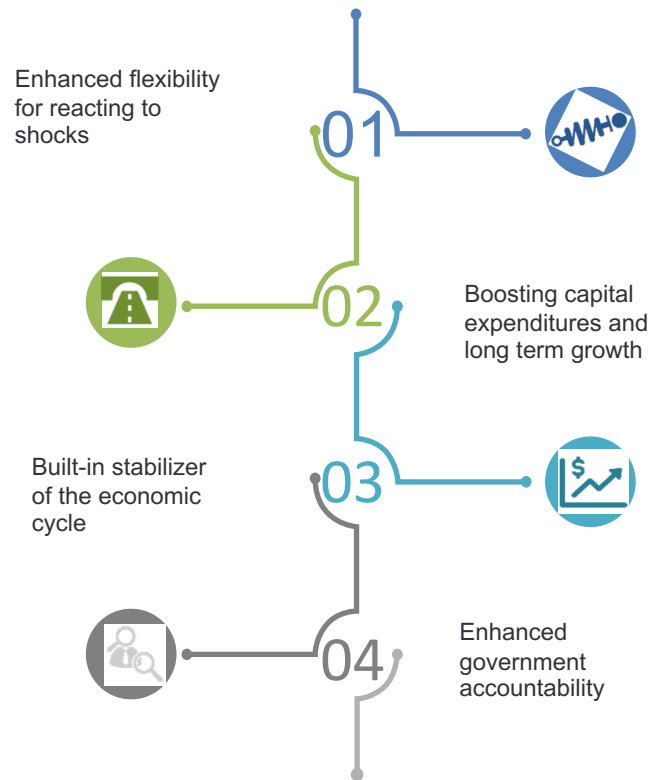 Enhanced flexibility
for reacting to
shocks
01
02
Boosting capital
expenditures and
long term growth
Built-in stabilizer
of the economic
cycle
03
$
04
Enhanced
government
accountability